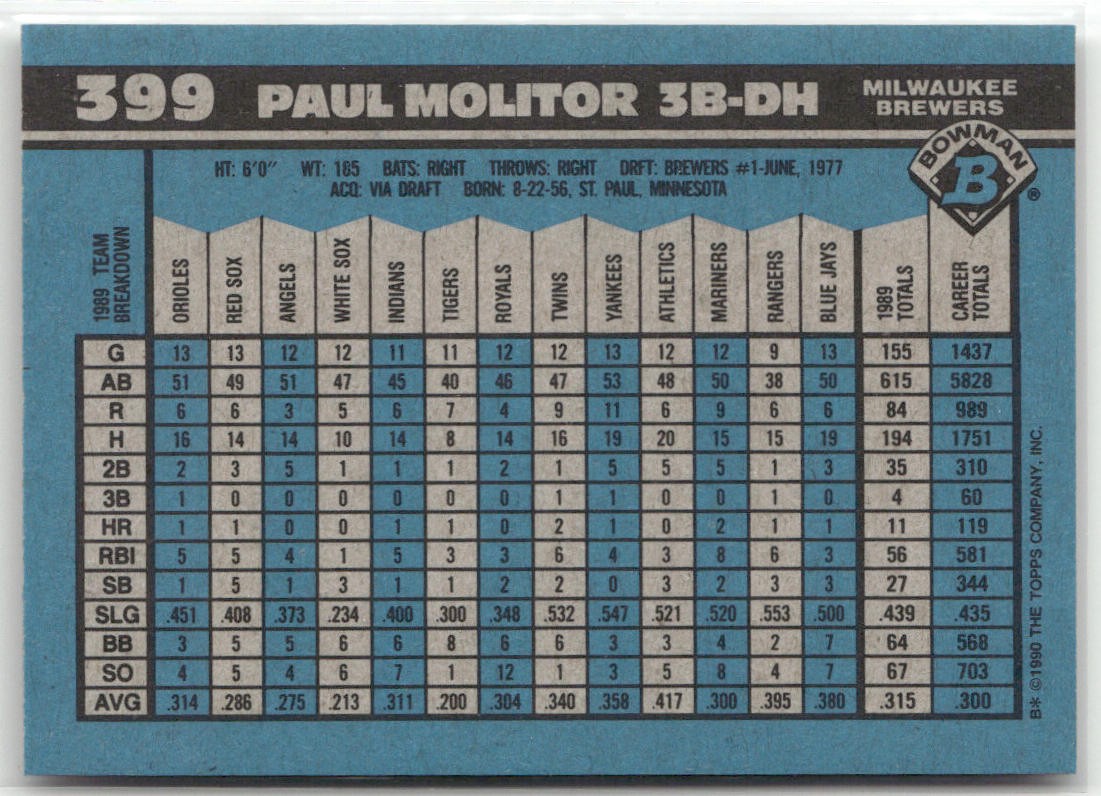 399 PAUL MOLITOR 3B-DH MILWAUKEE BREWERS
BOWMAN
B
®
HT: 6'0" WT: 185 BATS: RIGHT THROWS: RIGHT DRFT: BREWERS #1-JUNE, 1977
ACQ: VIA DRAFT BORN: 8-22-56, ST. PAUL, MINNESOTA
1989 TEAM BREAKDOWN ORIOLES RED SOX ANGELS WHITE SOX INDIANS TIGERS ROYALS TWINS YANKEES ATHLETICS MARINERS RANGERS BLUE JAYS 1989 TOTALS CAREER TOTALS
G 13 13 12 12 11 11 12 12 13 12 12 9 13 155 1437
AB 51 49 51 47 45 40 46 47 53 48 50 38 50 615 5828
R 6 6 3 5 6 7 4 9 11 6 9 6 6 84 989
H 16 14 14 10 14 8 14 16 19 20 15 15 19 194 1751
2B 2 3 5 1 1 1 2 1 5 5 5 1 3 35 310
3B 1 0 0 0 0 0 0 1 1 0 0 1 0 4 60
HR 1 1 0 0 1 1 0 2 1 0 2 1 1 11 119
RBI 5 5 4 1 5 3 3 6 4 3 8 6 3 56 581
SB 1 5 1 3 1 1 2 2 0 3 2 3 3 27 344
SLG .451 .408 .373 .234 .400 .300 .348 .532 .547 .521 .520 .553 .500 .439 .435
BB 3 5 5 6 6 8 6 6 3 3 4 2 7 64 568
SO 4 5 4 6 7 1 12 1 3 5 8 4 7 67 703
AVG .314 .286 .275 .213 .311 .200 .304 .340 .358 .417 .300 .395 .380 .315 .300
B* ©1990 THE TOPPS COMPANY, INC.